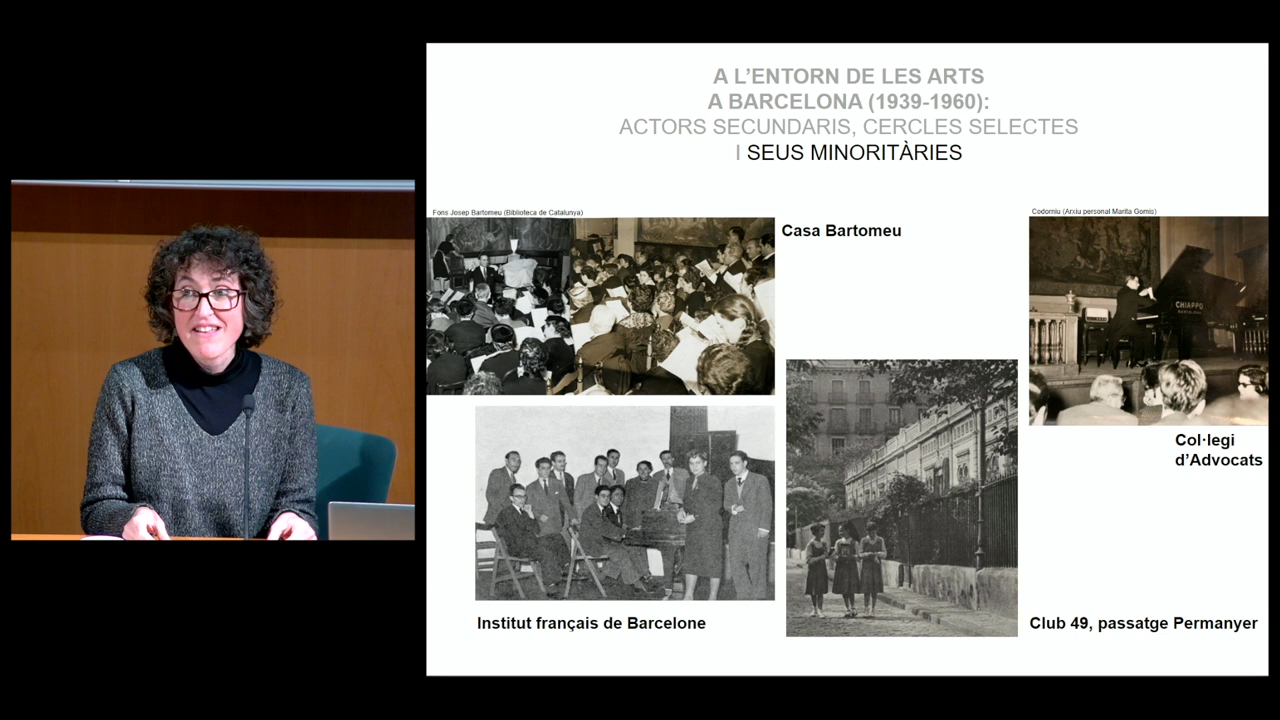 A L'ENTORN DE LES ARTS
A BARCELONA (1939-1960):
ACTORS SECUNDARIS, CERCLES SELECTES
I SEUS MINORITÀRIES
Fons Josep Bartomeu (Biblioteca de Catalunya)
Casa Bartomeu
Codorniu (Arxiu personal Marita Gomis)
CHIAPPO
BARCELONA
Col·legi
d'Advocats
Institut français de Barcelone
Club 49, passatge Permanyer